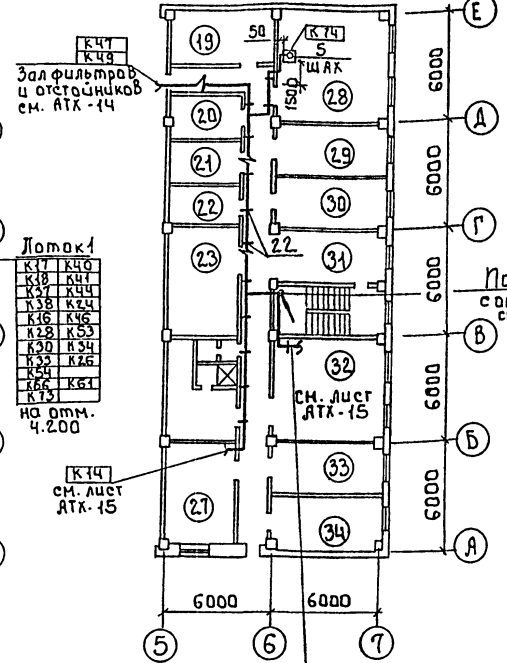 К47
К49
Зал фильтров
и отстойников
см. АТХ-14
19
50
К74
5
ШАХ
1500
28
Е
6000
20
Д
21
29
6000
22
30
Г
23
22
31
6000
Поток 1
К17 К40
К18 К41
К37 К44
К38 К24
К16 К46
К28 К53
К30 К34
К33 К26
К54
К66 К61
К73
на отм.
4.200
В
32
см. лист
АТХ-15
6000
Б
К14
см. лист
АТХ-15
33
6000
27
34
А
6000
6000
5
6
7